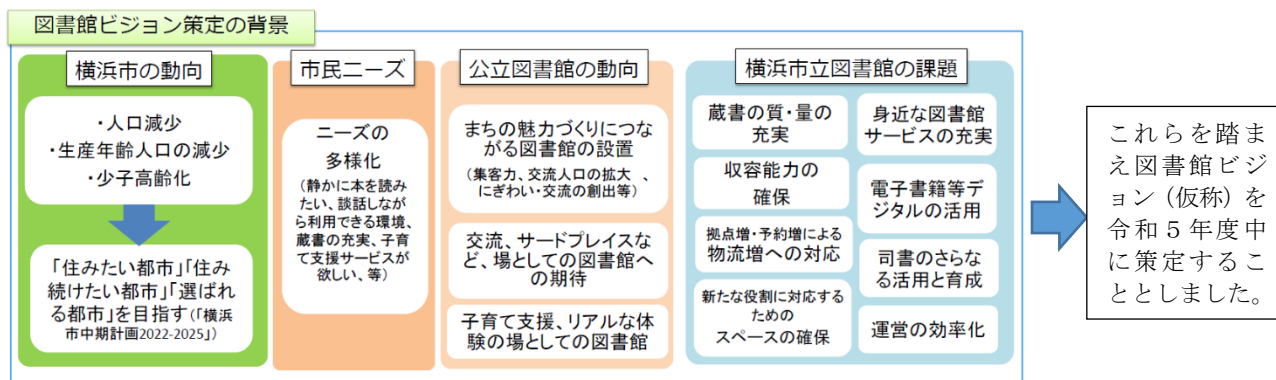 図書館ビジョン策定の背景
横浜市の動向
・人口減少
・生産年齢人口の減少
・少子高齢化
「住みたい都市」「住み
続けたい都市」「選ばれ
る都市」を目指す(「横浜
市中期計画2022-2025」)
市民ニーズ
ニーズの
多様化
(静かに本を読み
たい、談話しなが
ら利用できる環境、
蔵書の充実、子育
て支援サービスが
欲しい、等)
公立図書館の動向
まちの魅力づくりにつな
がる図書館の設置
(集客力、交流人口の拡大 、
にぎわい・交流の創出等)
交流、サードプレイスな
ど、場としての図書館へ
の期待
子育て支援、リアルな体
験の場としての図書館
横浜市立図書館の課題
蔵書の質・量の
充実
収容能力の
確保
拠点増・予約増による
物流増への対応
新たな役割に対応する
ための
スペースの確保
身近な図書館
サービスの充実
電子書籍等デ
ジタルの活用
司書のさらな
る活用と育成
運営の効率化
これらを踏ま
え図書館ビジ
ョン（仮称）を
令和５年度中
に策定するこ
ととしました。